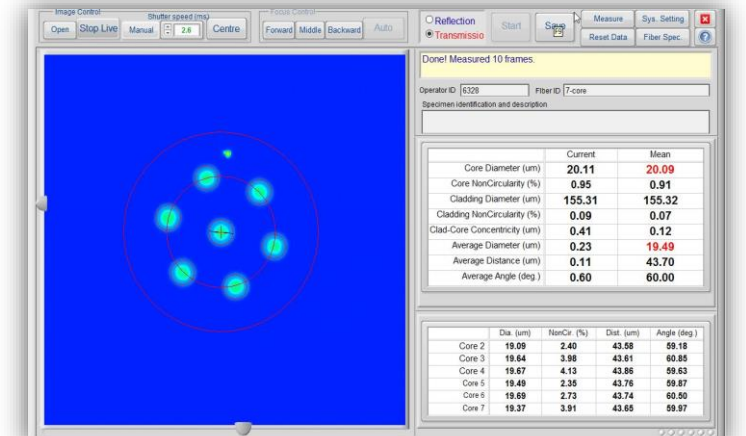 Image Control
Shutter speed (ms)
Open Stop Live Manual 2.6 Centre
Focus Control
Forward Middle Backward Auto
Reflection
Transmissio
Start
Save
Measure Sys. Setting
Reset Data Fiber Spec.
Done! Measured 10 frames.
Operator ID 6328 Fiber ID 7-core
Specimen identification and description
Current Mean
Core Diameter (um) 20.11 20.09
Core NonCircularity (%) 0.95 0.91
Cladding Diameter (um) 155.31 155.32
Cladding NonCircularity (%) 0.09 0.07
Clad-Core Concentricity (um) 0.41 0.12
Average Diameter (um) 0.23 19.49
Average Distance (um) 0.11 43.70
Average Angle (deg.) 0.60 60.00
Dia. (um) NonCir. (%) Dist. (um) Angle (deg.)
Core 2 19.09 2.40 43.58 59.18
Core 3 19.64 3.98 43.61 60.85
Core 4 19.67 4.13 43.86 59.63
Core 5 19.49 2.35 43.76 59.87
Core 6 19.69 2.73 43.74 60.50
Core 7 19.37 3.91 43.65 59.97